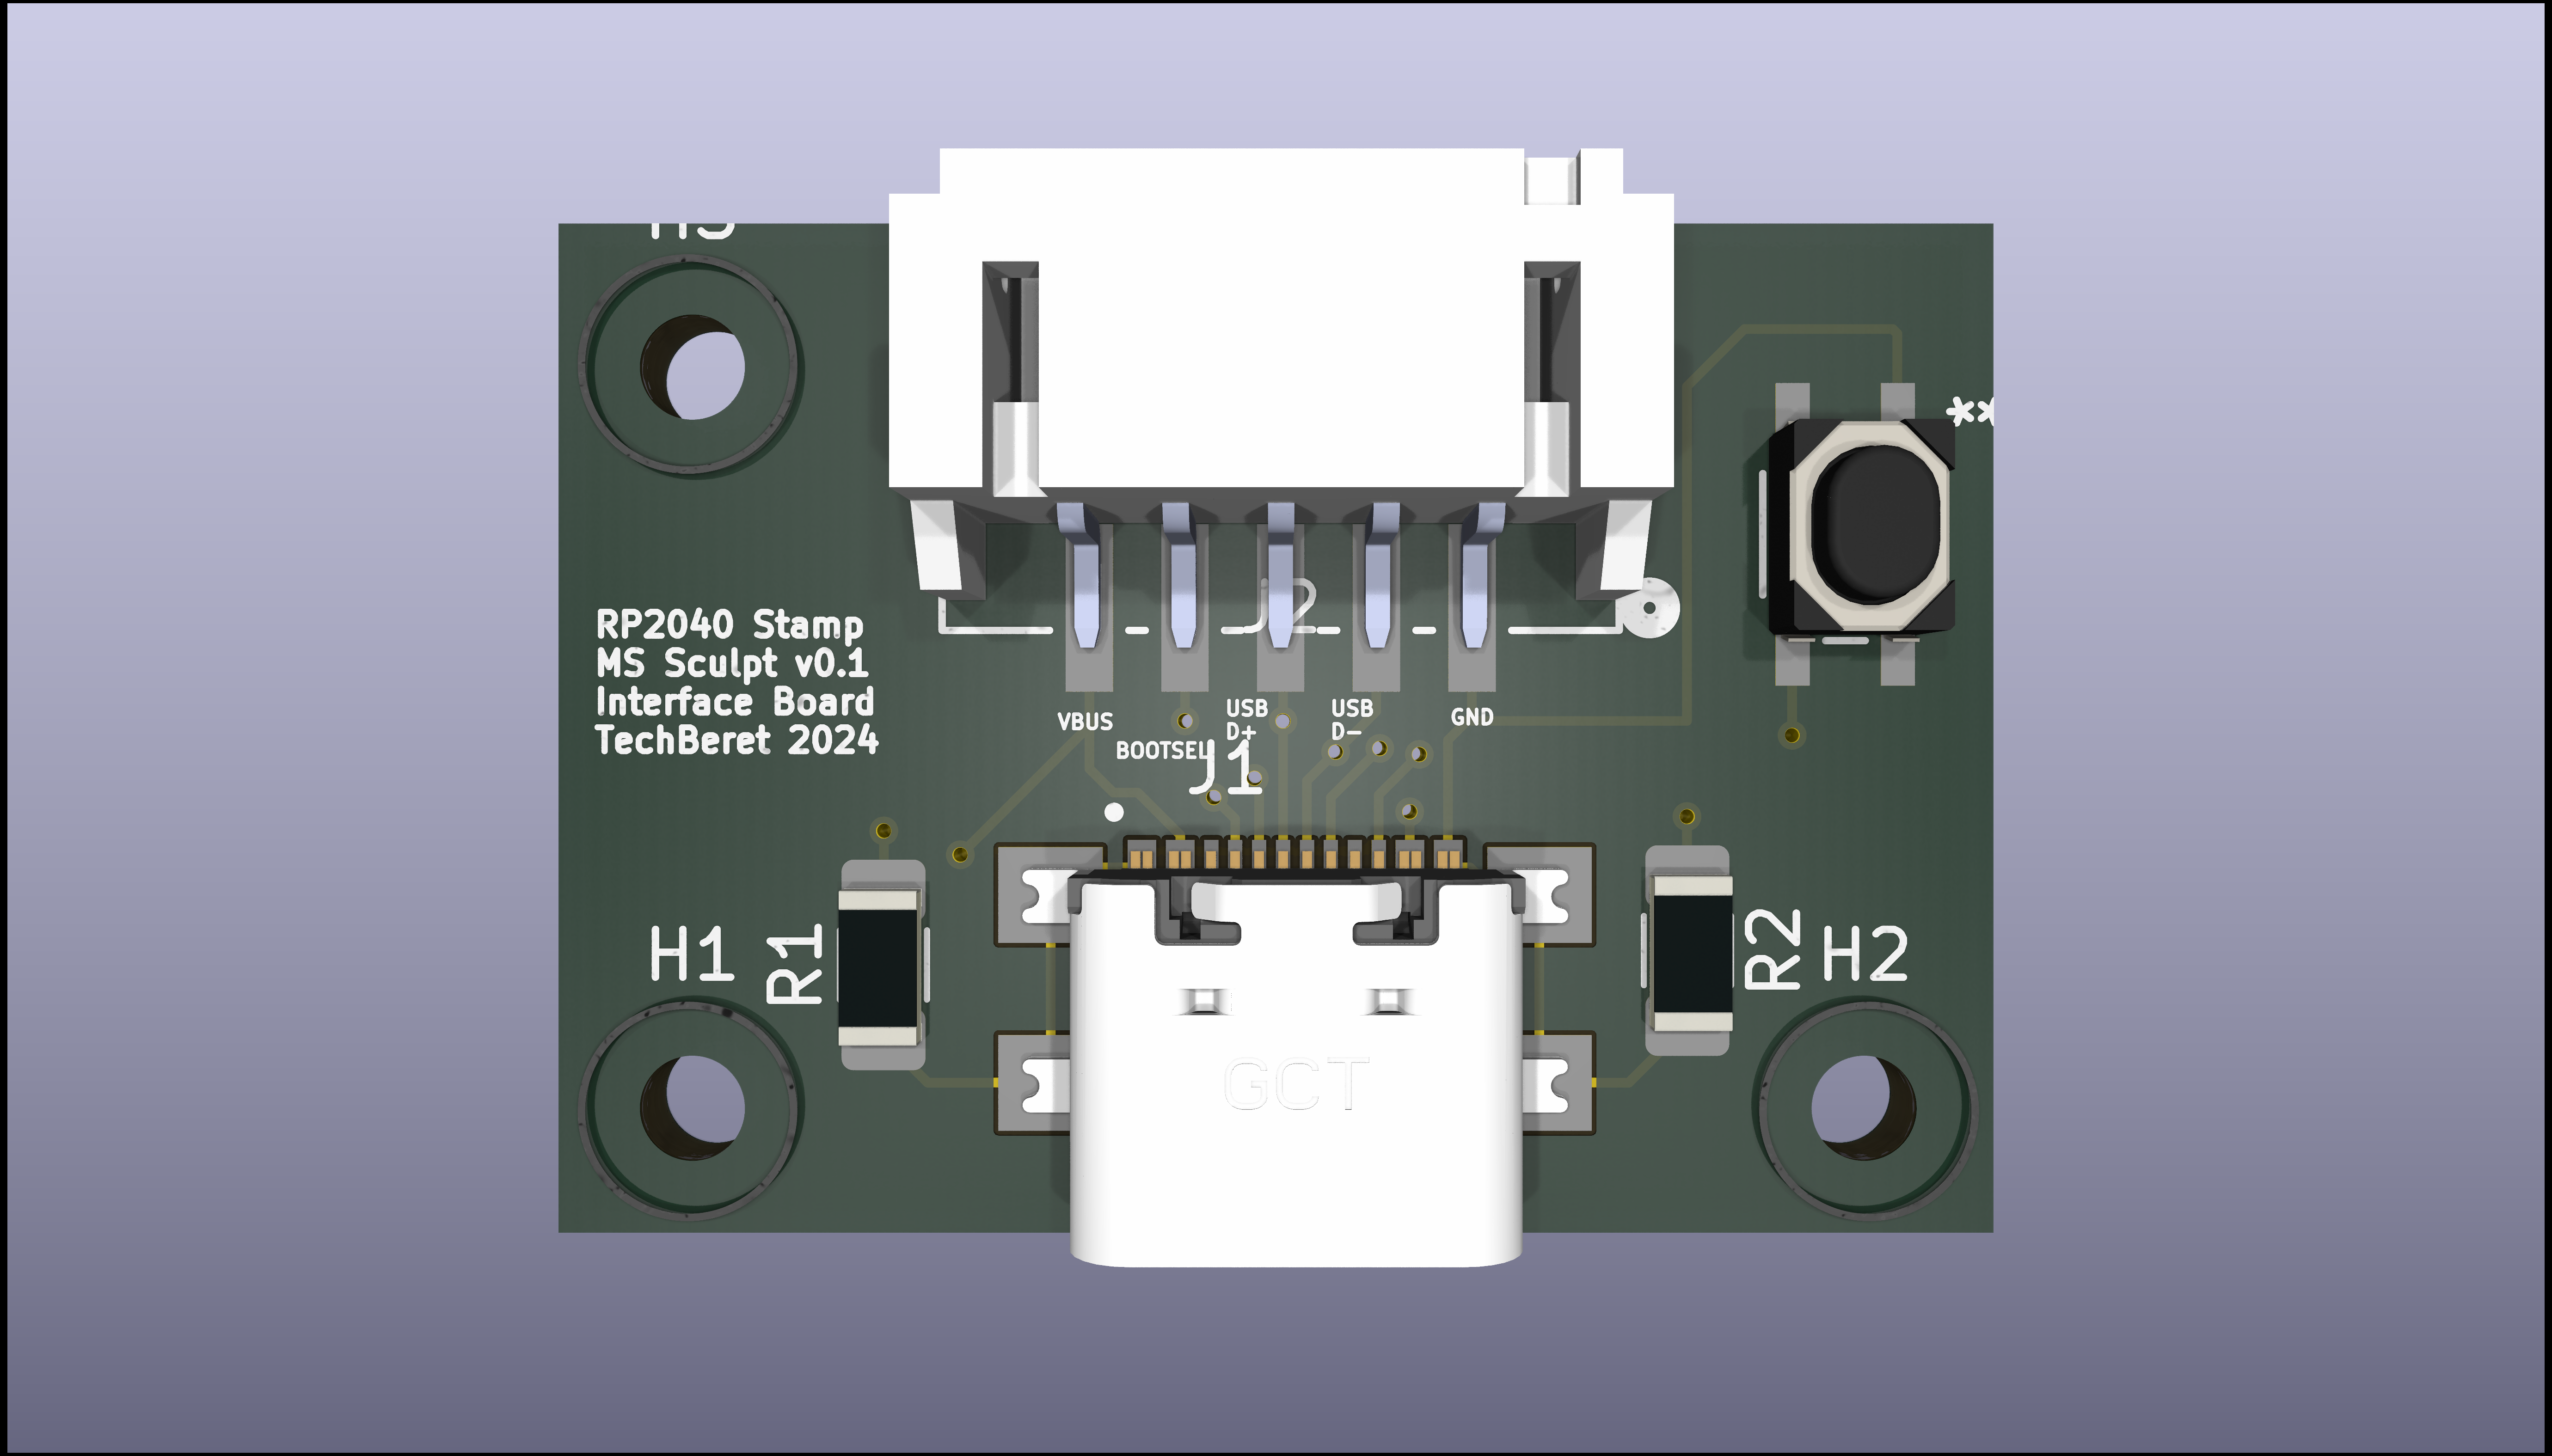 **
J2
RP2040 Stamp
MS Sculpt v0.1
Interface Board
TechBeret 2024
VBUS
BOOTSEL
USB
D+
USB
D-
GND
J1
H1
R1
R2
H2
GCT